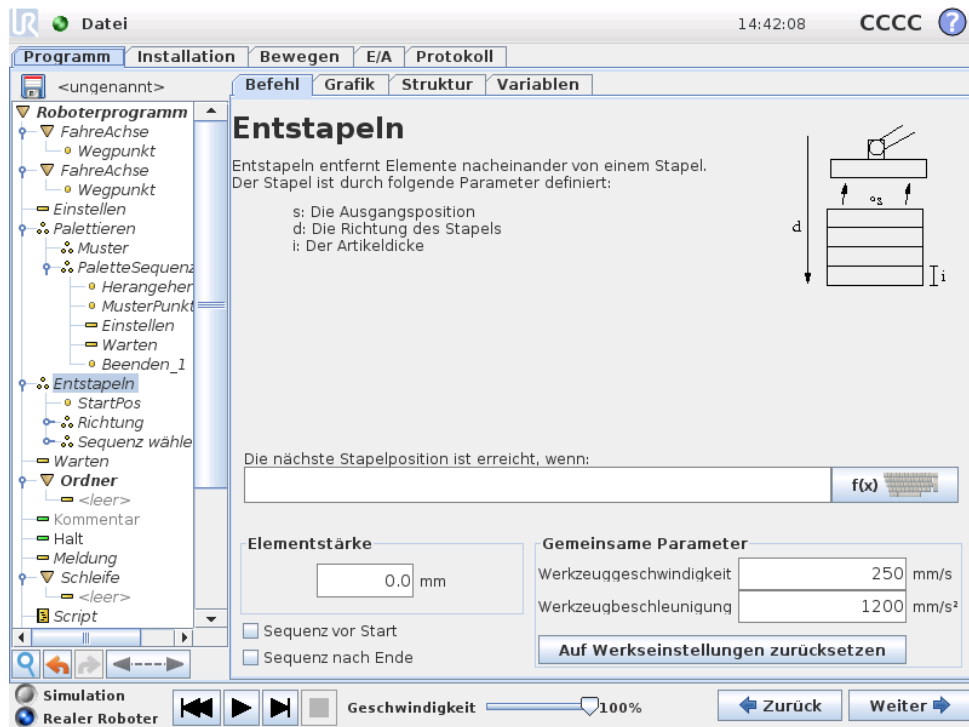 UR Datei 14:42:08 CCCC ?
Programm Installation Bewegen E/A Protokoll
<ungenannt>
Befehl Grafik Struktur Variablen
Roboterprogramm
FahreAchse
Wegpunkt
FahreAchse
Wegpunkt
Einstellen
Palettieren
Muster
PaletteSequenz
Herangehen
MusterPunkt
Einstellen
Warten
Beenden_1
Entstapeln
StartPos
Richtung
Sequenz wähle
Warten
Ordner
<leer>
Kommentar
Halt
Meldung
Schleife
<leer>
Script
Entstapeln
Entstapeln entfernt Elemente nacheinander von einem Stapel.
Der Stapel ist durch folgende Parameter definiert:
s: Die Ausgangsposition
d: Die Richtung des Stapels
i: Der Artikeldicke
s
d
i
Die nächste Stapelposition ist erreicht, wenn:
f(x)
Elementstärke
0.0 mm
Sequenz vor Start
Sequenz nach Ende
Gemeinsame Parameter
Werkzeuggeschwindigkeit 250 mm/s
Werkzeugbeschleunigung 1200 mm/s²
Auf Werkseinstellungen zurücksetzen
Simulation
Realer Roboter
Geschwindigkeit 100%
Zurück Weiter